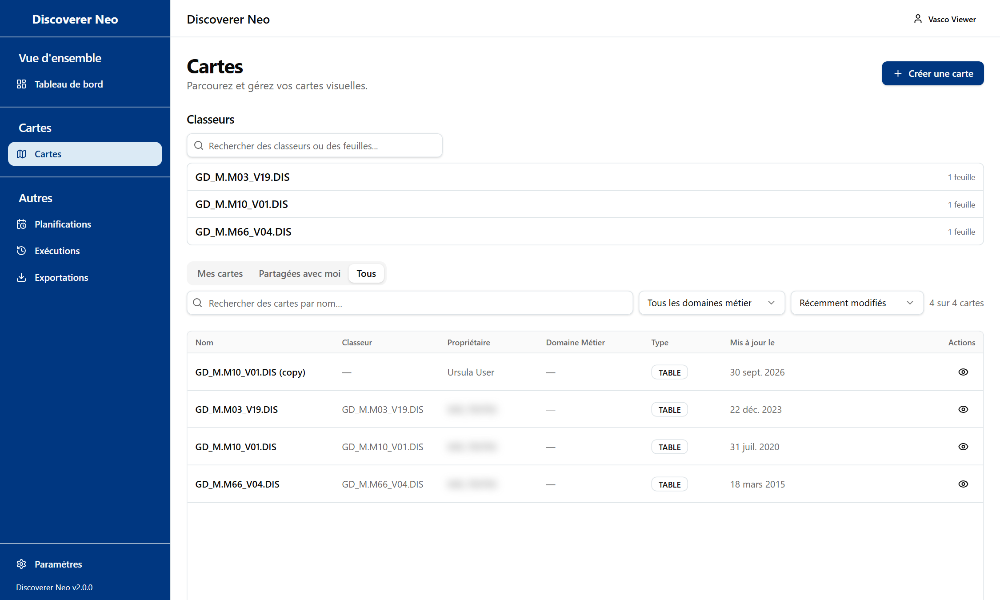 Discoverer Neo
Discoverer Neo
Vasco Viewer
Vue d'ensemble
Tableau de bord
Cartes
Cartes
Autres
Planifications
Exécutions
Exportations
Paramètres
Discoverer Neo v2.0.0
Cartes
Parcourez et gérez vos cartes visuelles.
Créer une carte
Classeurs
Rechercher des classeurs ou des feuilles...
GD_M.M03_V19.DIS 1 feuille
GD_M.M10_V01.DIS 1 feuille
GD_M.M66_V04.DIS 1 feuille
Mes cartes Partagées avec moi Tous
Rechercher des cartes par nom... Tous les domaines métier Récemment modifiés 4 sur 4 cartes
Nom Classeur Propriétaire Domaine Métier Type Mis à jour le Actions
GD_M.M10_V01.DIS (copy) — Ursula User — TABLE 30 sept. 2026
GD_M.M03_V19.DIS GD_M.M03_V19.DIS — TABLE 22 déc. 2023
GD_M.M10_V01.DIS GD_M.M10_V01.DIS — TABLE 31 juil. 2020
GD_M.M66_V04.DIS GD_M.M66_V04.DIS — TABLE 18 mars 2015